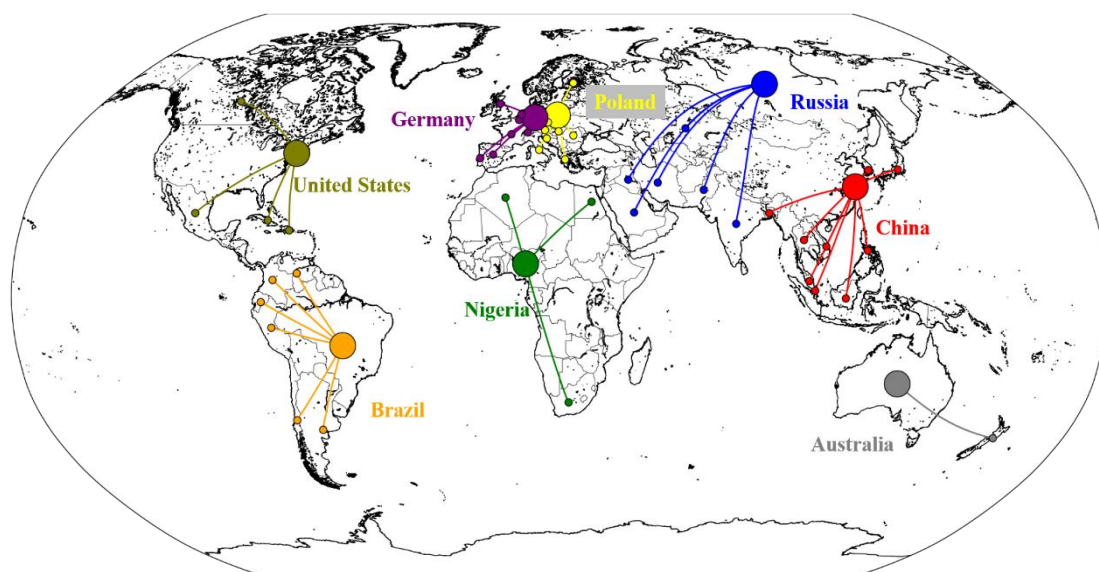 Poland
Russia
Germany
United States
China
Nigeria
Brazil
Australia